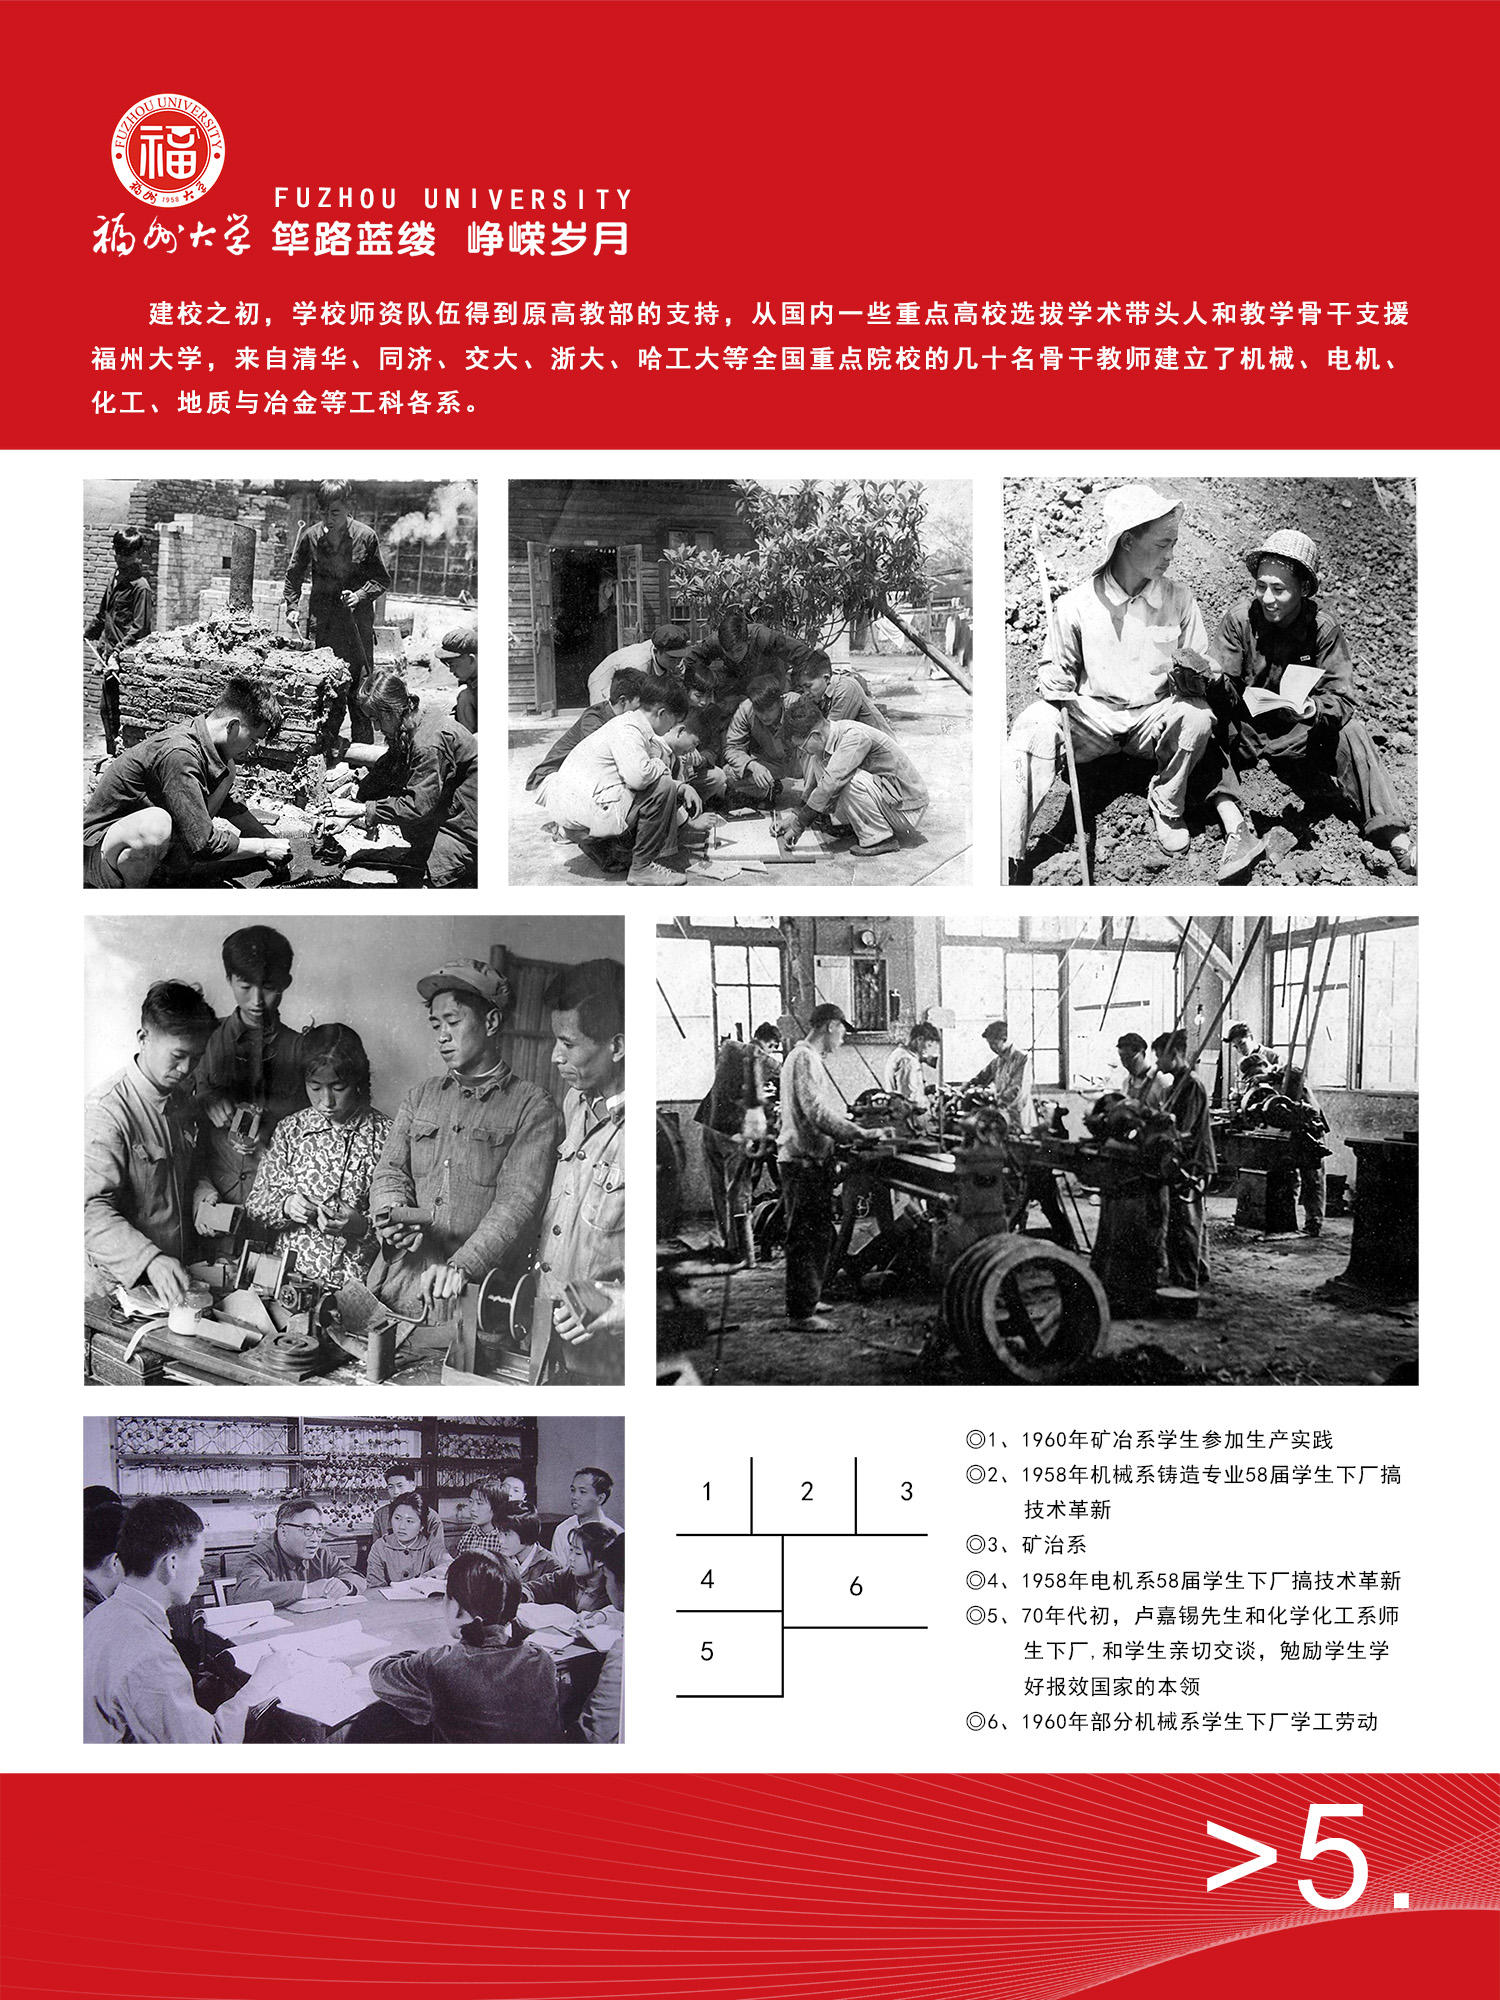 FUZHOU UNIVERSITY
福
福州大学
1958
福州大学
FUZHOU UNIVERSITY
筚路蓝缕 峥嵘岁月
建校之初，学校师资队伍得到原高教部的支持，从国内一些重点高校选拔学术带头人和教学骨干支援
福州大学，来自清华、同济、交大、浙大、哈工大等全国重点院校的几十名骨干教师建立了机械、电机、
化工、地质与冶金等工科各系。
1 2 3
4
6
5
◎1、1960年矿冶系学生参加生产实践
◎2、1958年机械系铸造专业58届学生下厂搞
技术革新
◎3、矿治系
◎4、1958年电机系58届学生下厂搞技术革新
◎5、70年代初，卢嘉锡先生和化学化工系师
生下厂,和学生亲切交谈，勉励学生学
好报效国家的本领
◎6、1960年部分机械系学生下厂学工劳动
>5.